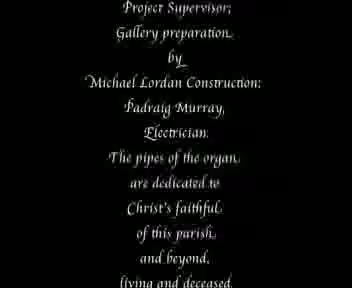 Project Supervisor;
Gallery preparation
by
Michael Lordan Construction;
Padraig Murray,
Electrician.
The pipes of the organ
are dedicated to
Christ's faithful
of this parish
and beyond,
living and deceased